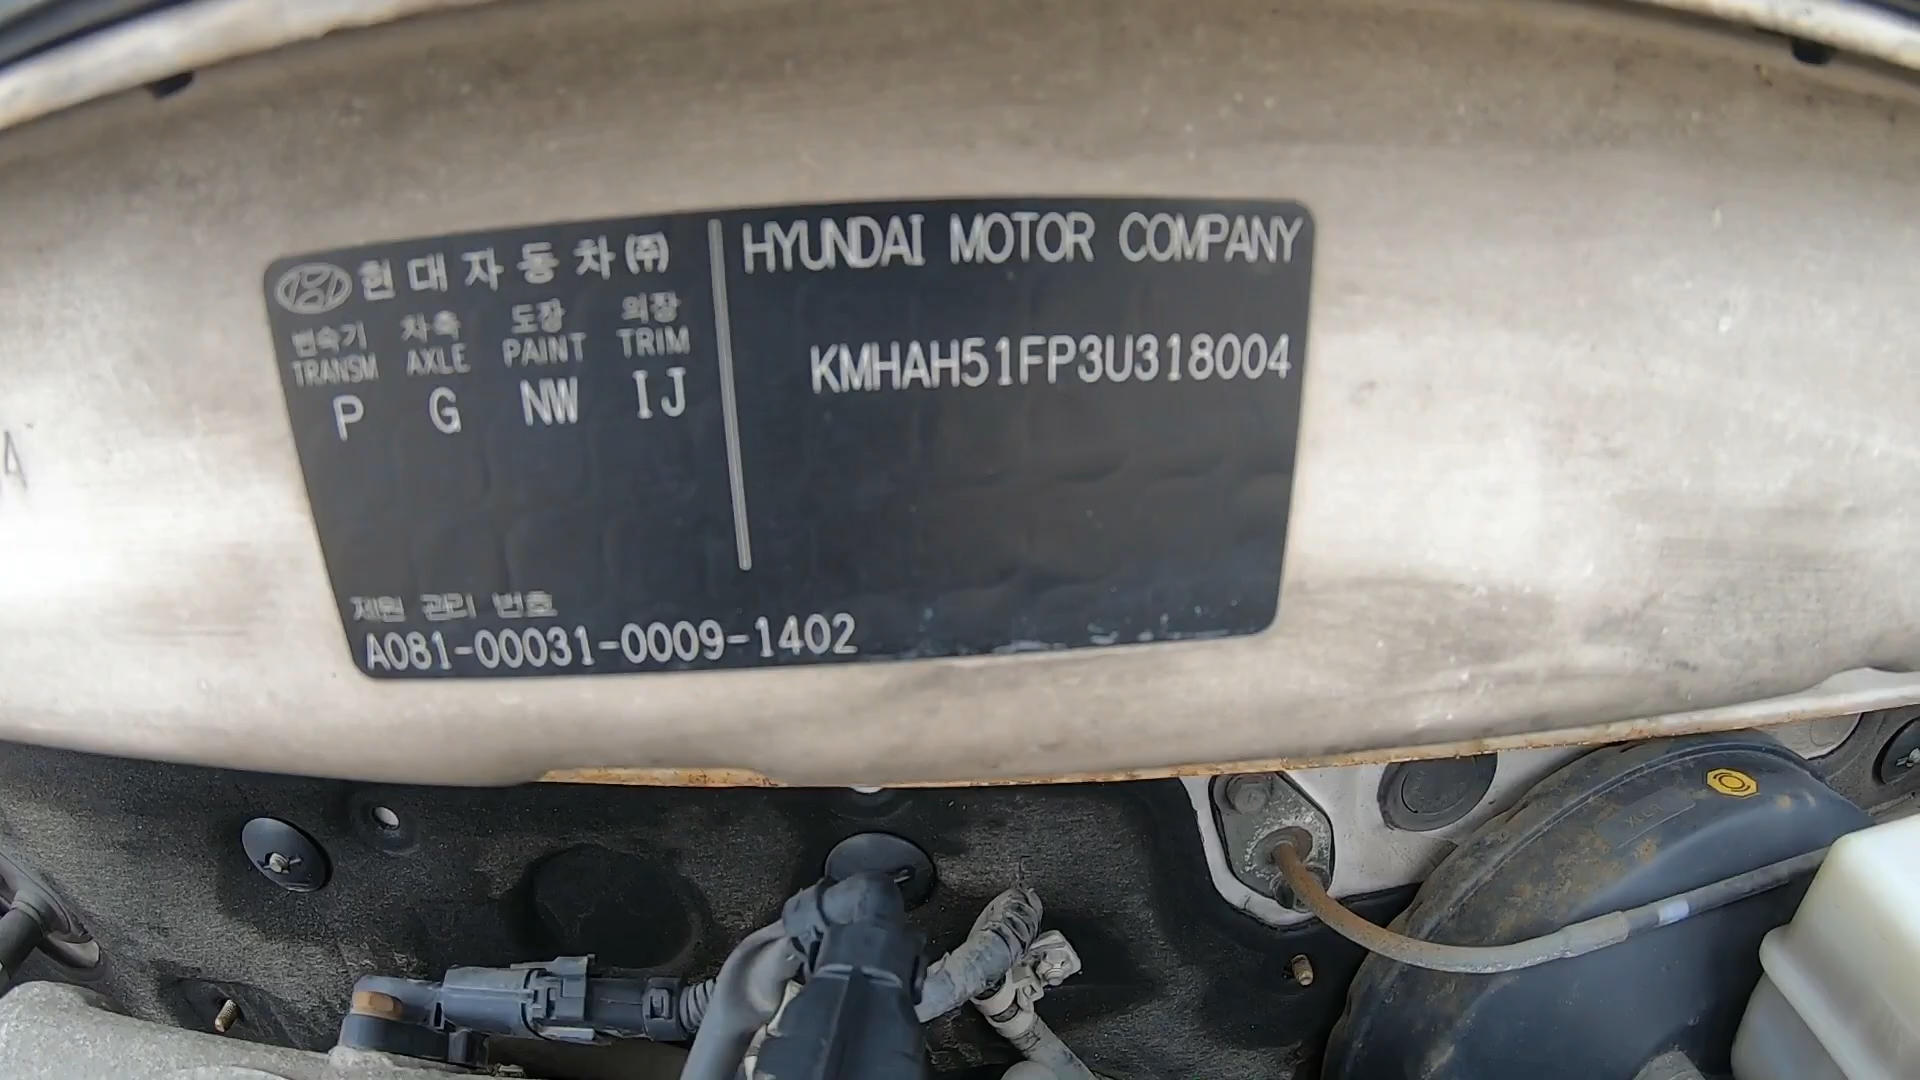 현대자동차(주)
변속기 차축 도장 의장
TRANSM AXLE PAINT TRIM
P G NW IJ
제원 관리 번호
A081-00031-0009-1402
HYUNDAI MOTOR COMPANY
KMHAH51FP3U318004